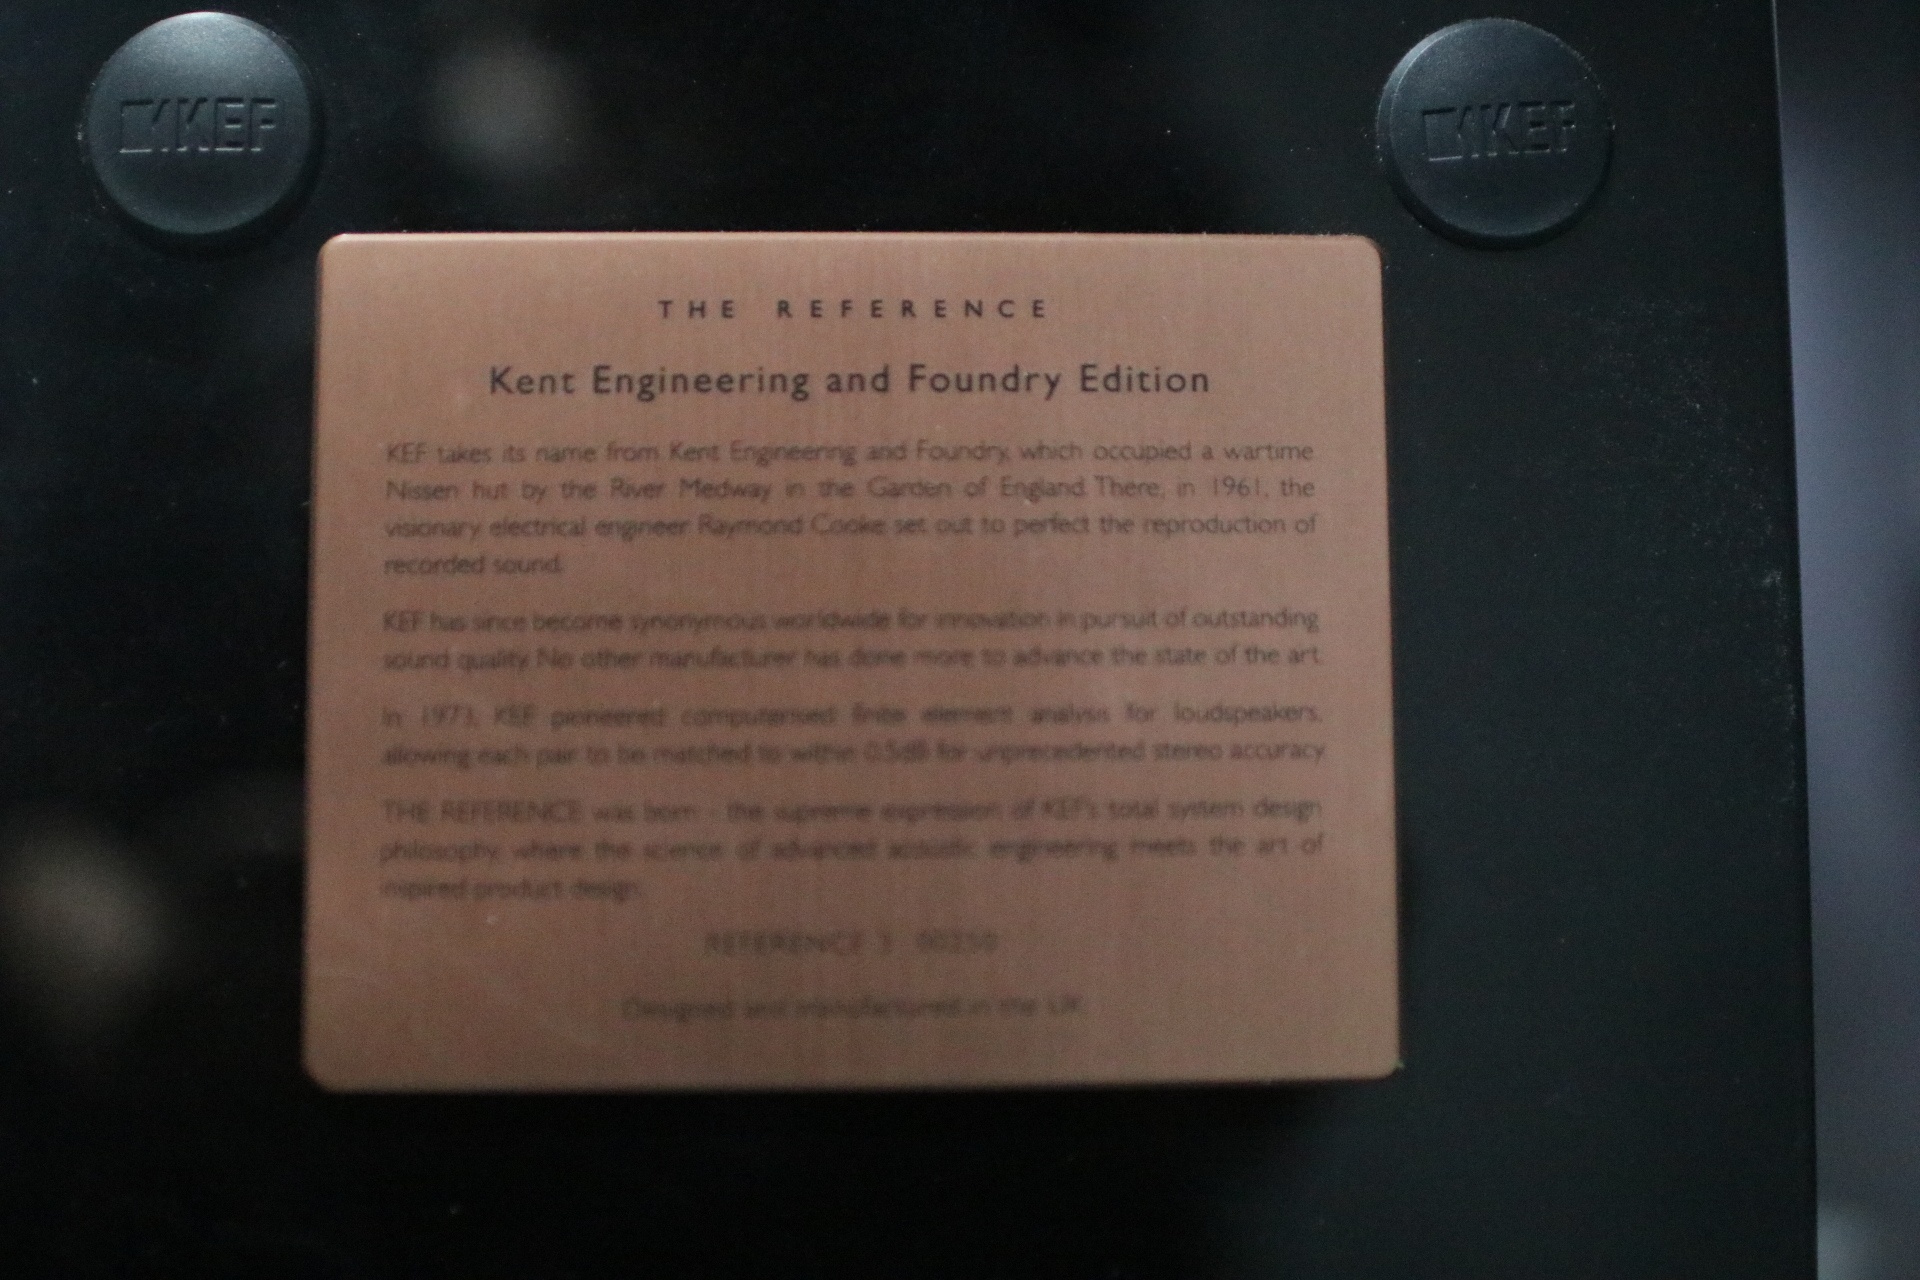 KEF
KEF
THE REFERENCE
Kent Engineering and Foundry Edition
KEF takes its name from Kent Engineering and Foundry, which occupied a wartime
Nissen hut by the River Medway in the Garden of England. There, in 1961, the
visionary electrical engineer Raymond Cooke set out to perfect the reproduction of
recorded sound.
KEF has since become synonymous worldwide for innovation in pursuit of outstanding
sound quality. No other manufacturer has done more to advance the state of the art.
In 1973, KEF pioneered computerised finite element analysis for loudspeakers,
allowing each pair to be matched to within 0.5dB for unprecedented stereo accuracy.
THE REFERENCE was born - the supreme expression of KEF's total system design
philosophy, where the science of advanced acoustic engineering meets the art of
inspired product design.
REFERENCE
Designed and manufactured in the UK